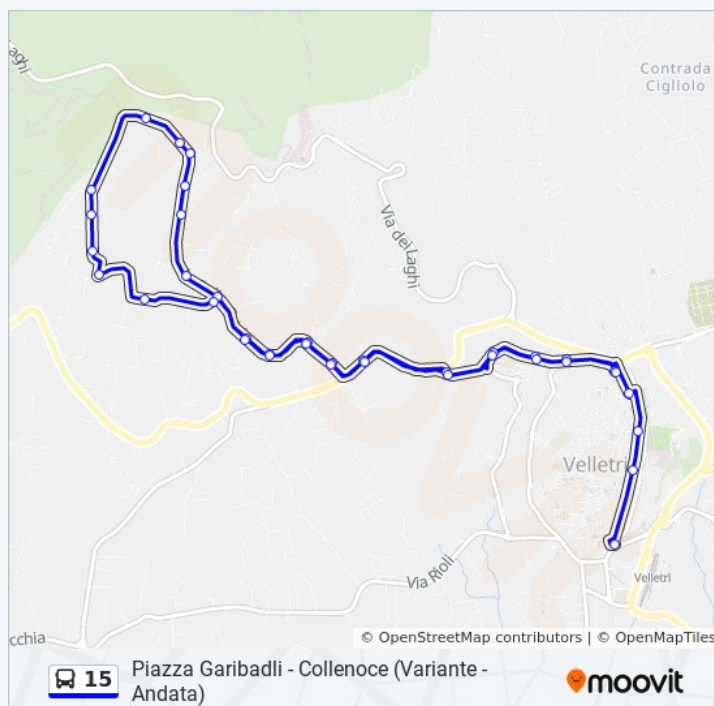 Laghi
Contrada
Cigliolo
Via dei Laghi
Velletri
Velletri
Via Rioli
cchia
© OpenStreetMap contributors | © OpenMapTiles
15
Piazza Garibadli - Collenoce (Variante -
Andata)
moovit